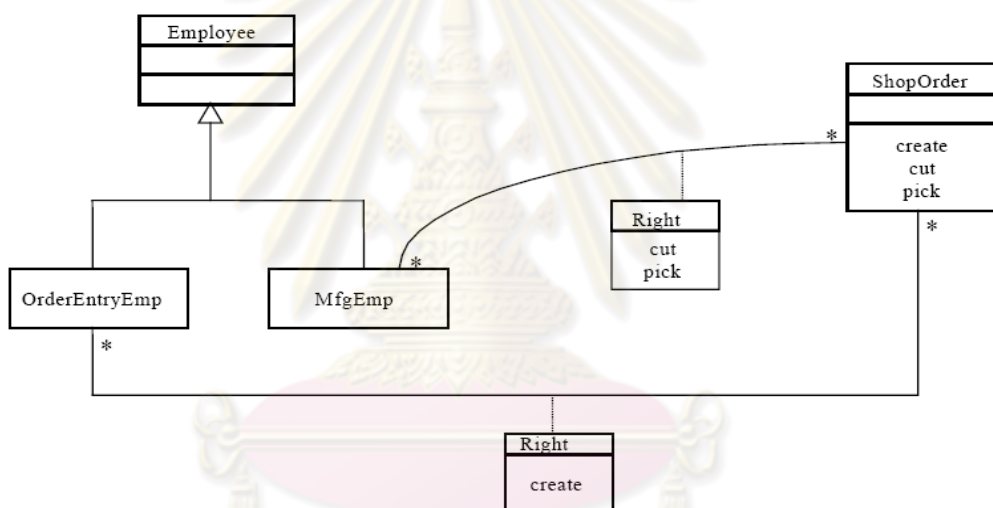 Employee
ShopOrder
create
cut
pick
*
*
Right
cut
pick
*
OrderEntryEmp
MfgEmp
*
Right
create